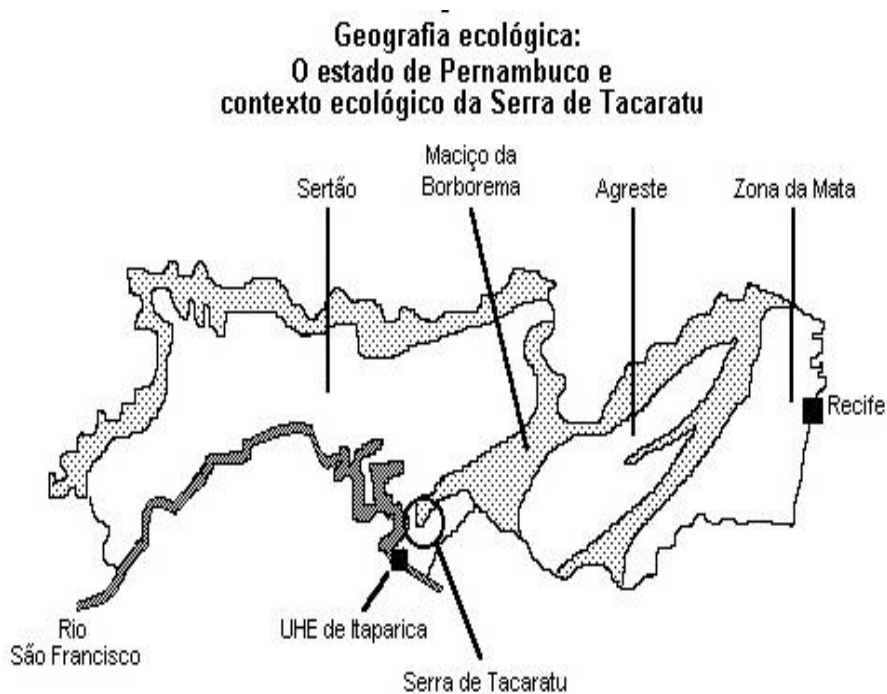 Geografia ecológica:
O estado de Pernambuco e
contexto ecológico da Serra de Tacaratu
Sertão
Maciço da
Borborema
Agreste
Zona da Mata
Recife
Rio
São Francisco
UHE de Itaparica
Serra de Tacaratu